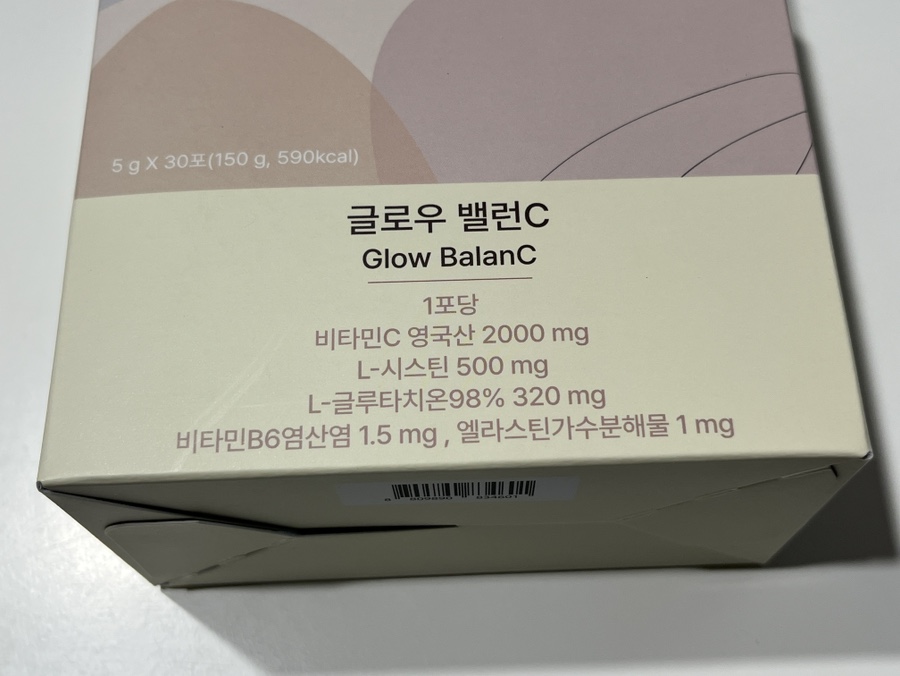 5 g X 30포(150 g, 590kcal)
글로우 밸런C
Glow BalanC
1포당
비타민C 영국산 2000 mg
L-시스틴 500 mg
L-글루타치온98% 320 mg
비타민B6염산염 1.5 mg , 엘라스틴가수분해물 1 mg